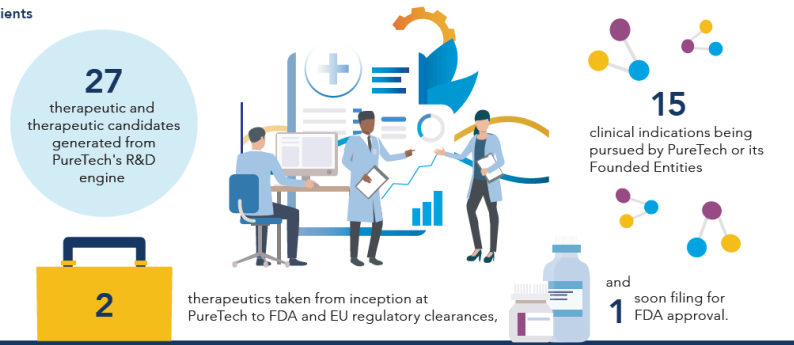 ients
27
therapeutic and
therapeutic candidates
generated from
PureTech's R&D
engine
15
clinical indications being
pursued by PureTech or its
Founded Entities
2
therapeutics taken from inception at
PureTech to FDA and EU regulatory clearances,
and
1
soon filing for
FDA approval.